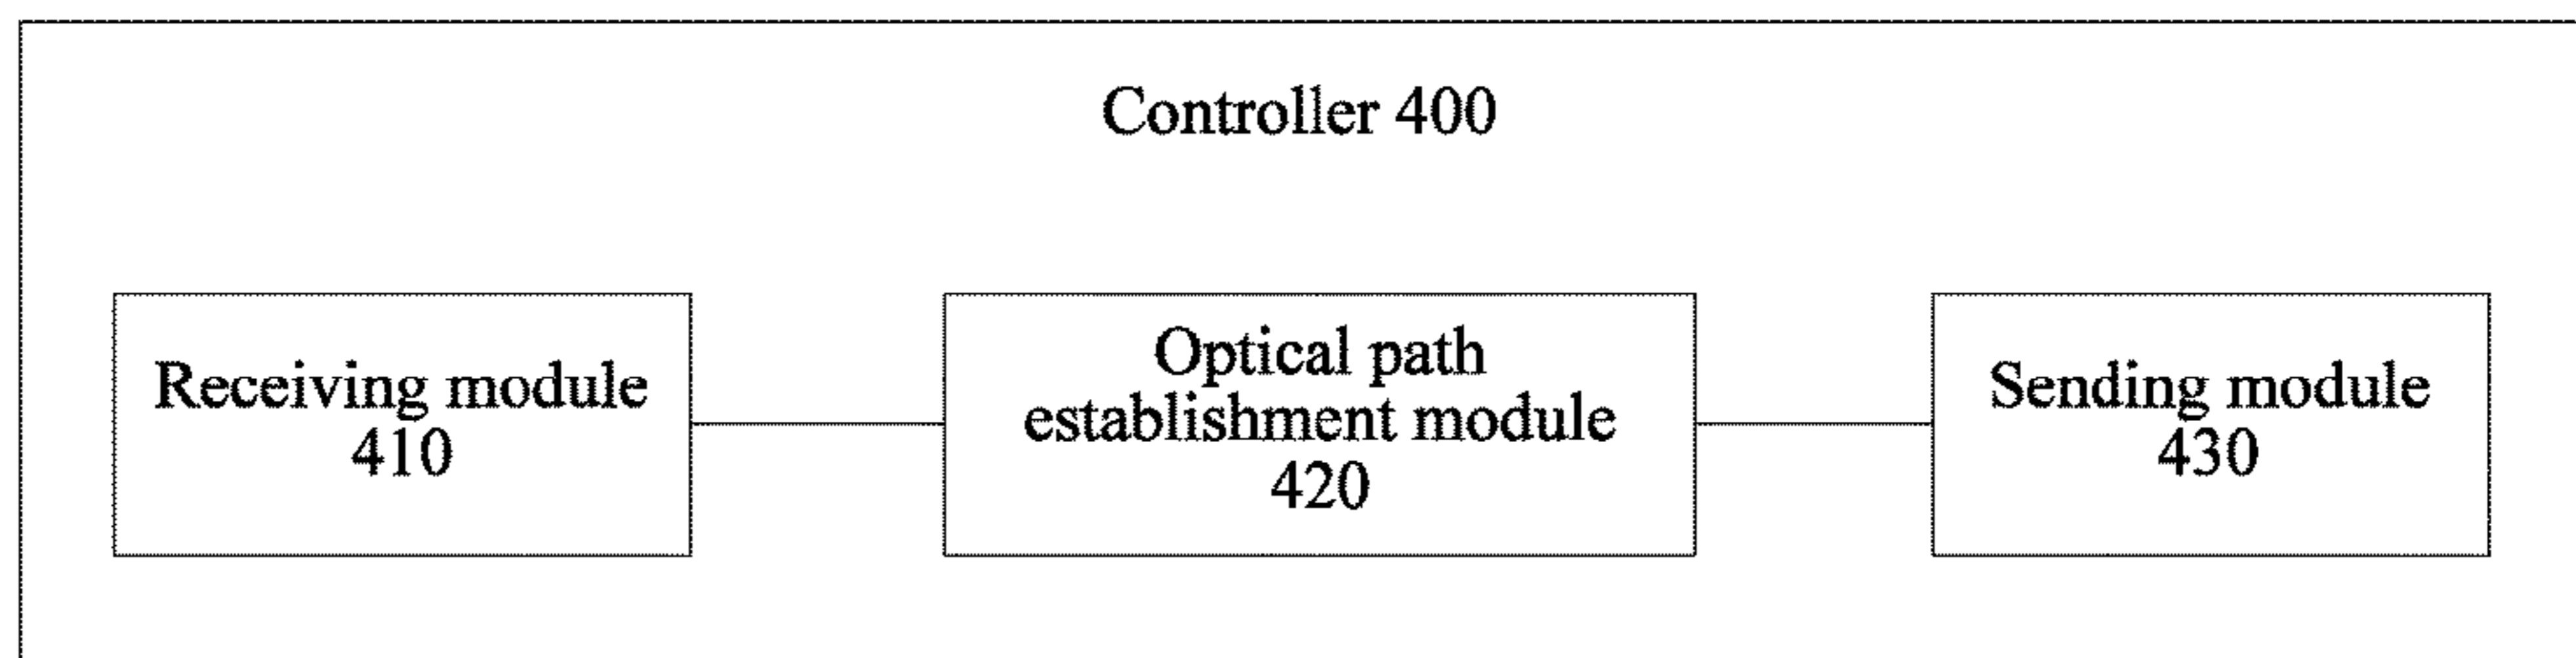 Controller 400
Receiving module
410
Optical path
establishment module
420
Sending module
430